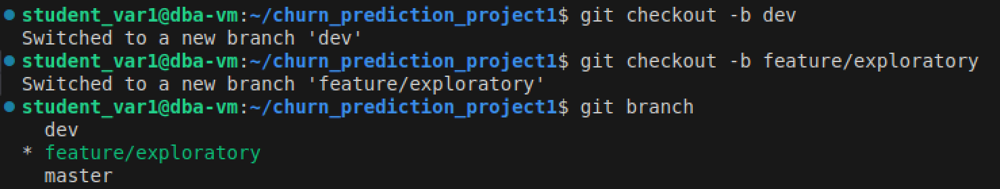 student_var1@dba-vm:~/churn_prediction_project1$ git checkout -b dev
Switched to a new branch 'dev'
student_var1@dba-vm:~/churn_prediction_project1$ git checkout -b feature/exploratory
Switched to a new branch 'feature/exploratory'
student_var1@dba-vm:~/churn_prediction_project1$ git branch
  dev
* feature/exploratory
  master